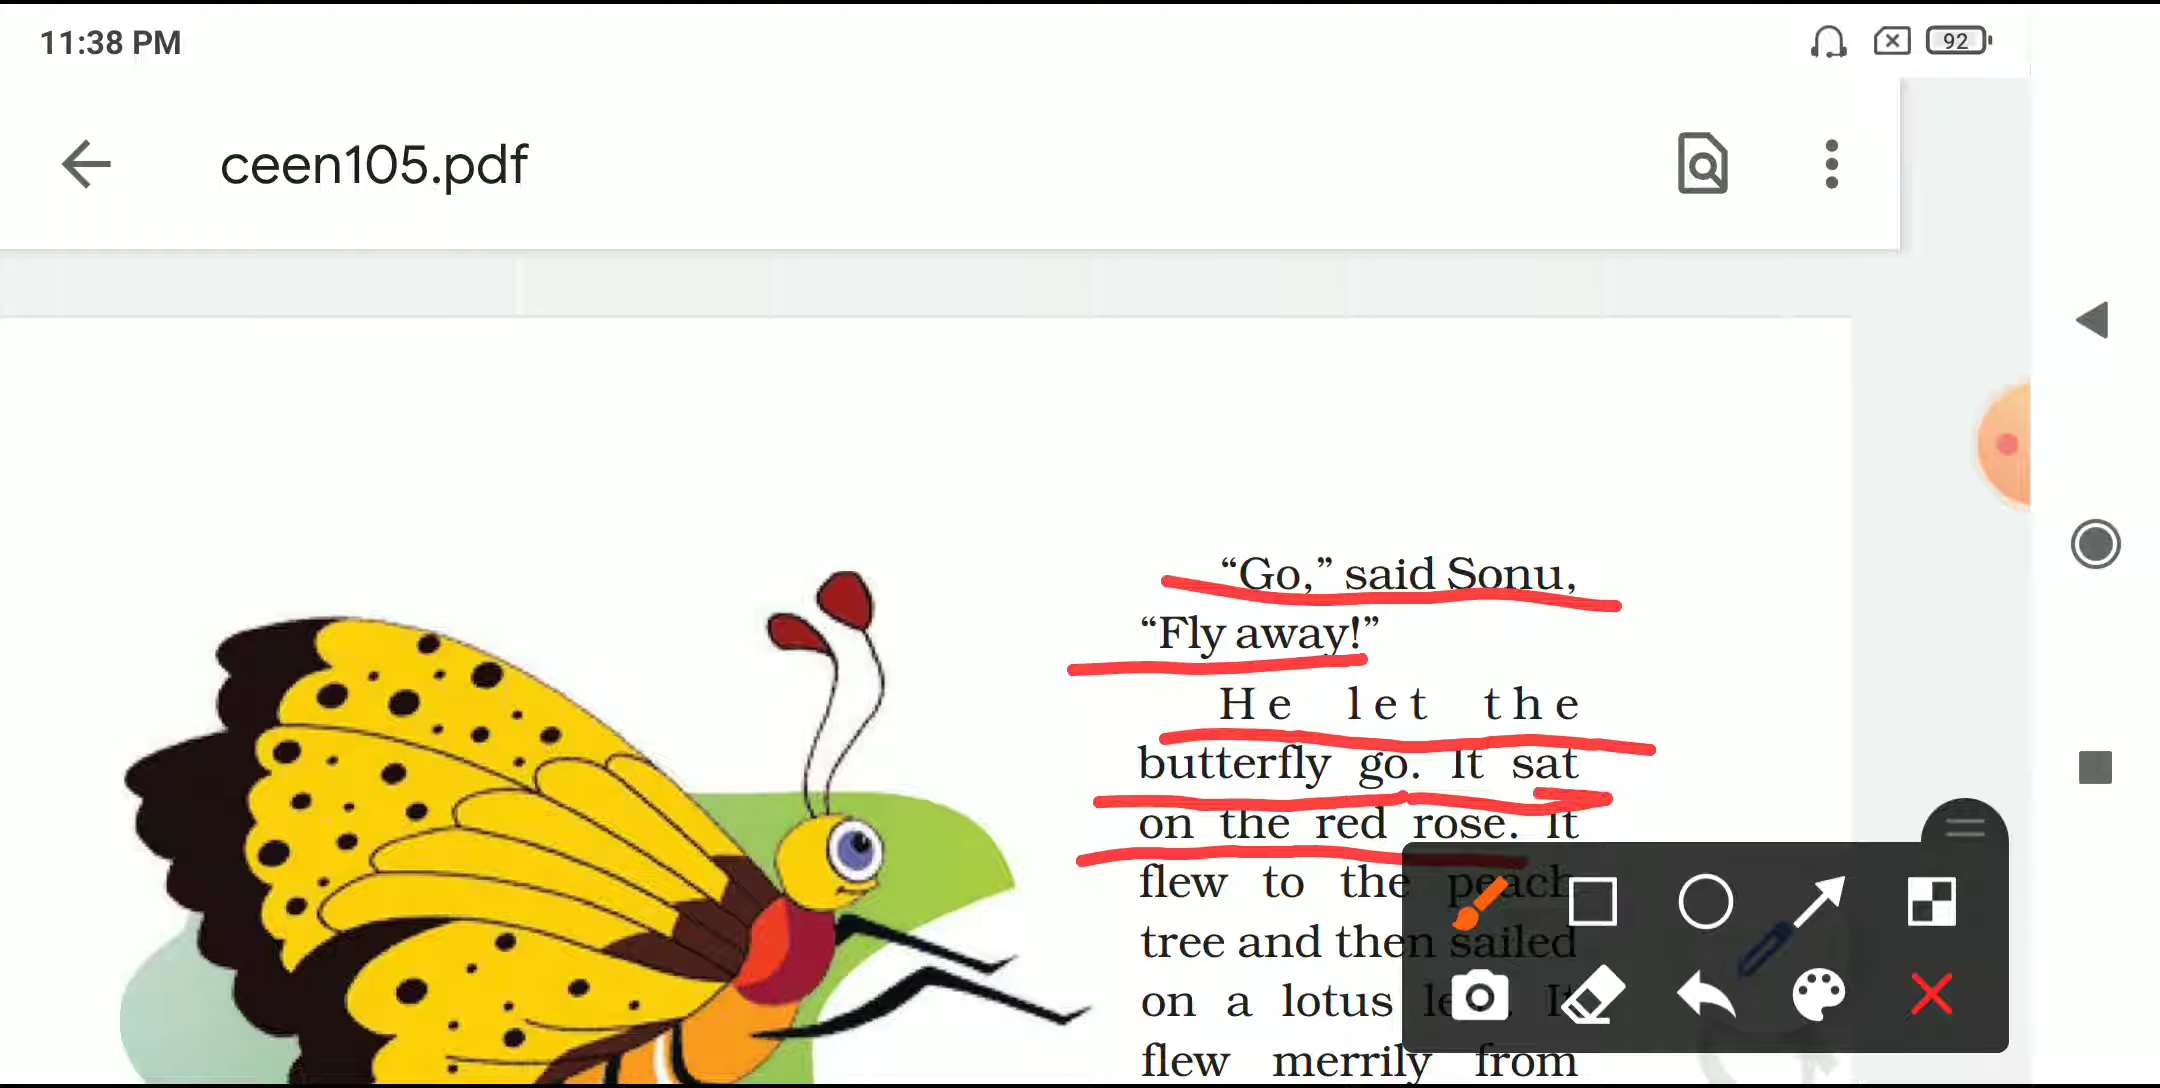 11:38 PM
92
ceen105.pdf
“Go,” said Sonu,
“Fly away!”
He let the
butterfly go. It sat
on the red rose. It
flew to the peach
tree and then sailed
on a lotus It
flew merrily from